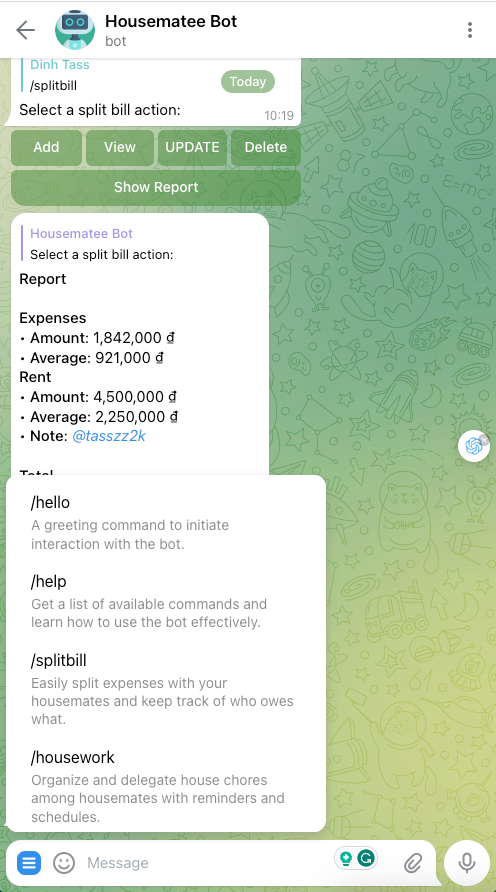 Housematee Bot
bot
Dinh Tass
/splitbill
Today
Select a split bill action:
10:19
Add View UPDATE Delete
Show Report
Housematee Bot
Select a split bill action:
Report
Expenses
• Amount: 1,842,000 ₫
• Average: 921,000 ₫
Rent
• Amount: 4,500,000 ₫
• Average: 2,250,000 ₫
• Note: @tasszz2k
Total
/hello
A greeting command to initiate
interaction with the bot.
/help
Get a list of available commands and
learn how to use the bot effectively.
/splitbill
Easily split expenses with your
housemates and keep track of who owes
what.
/housework
Organize and delegate house chores
among housemates with reminders and
schedules.
Message